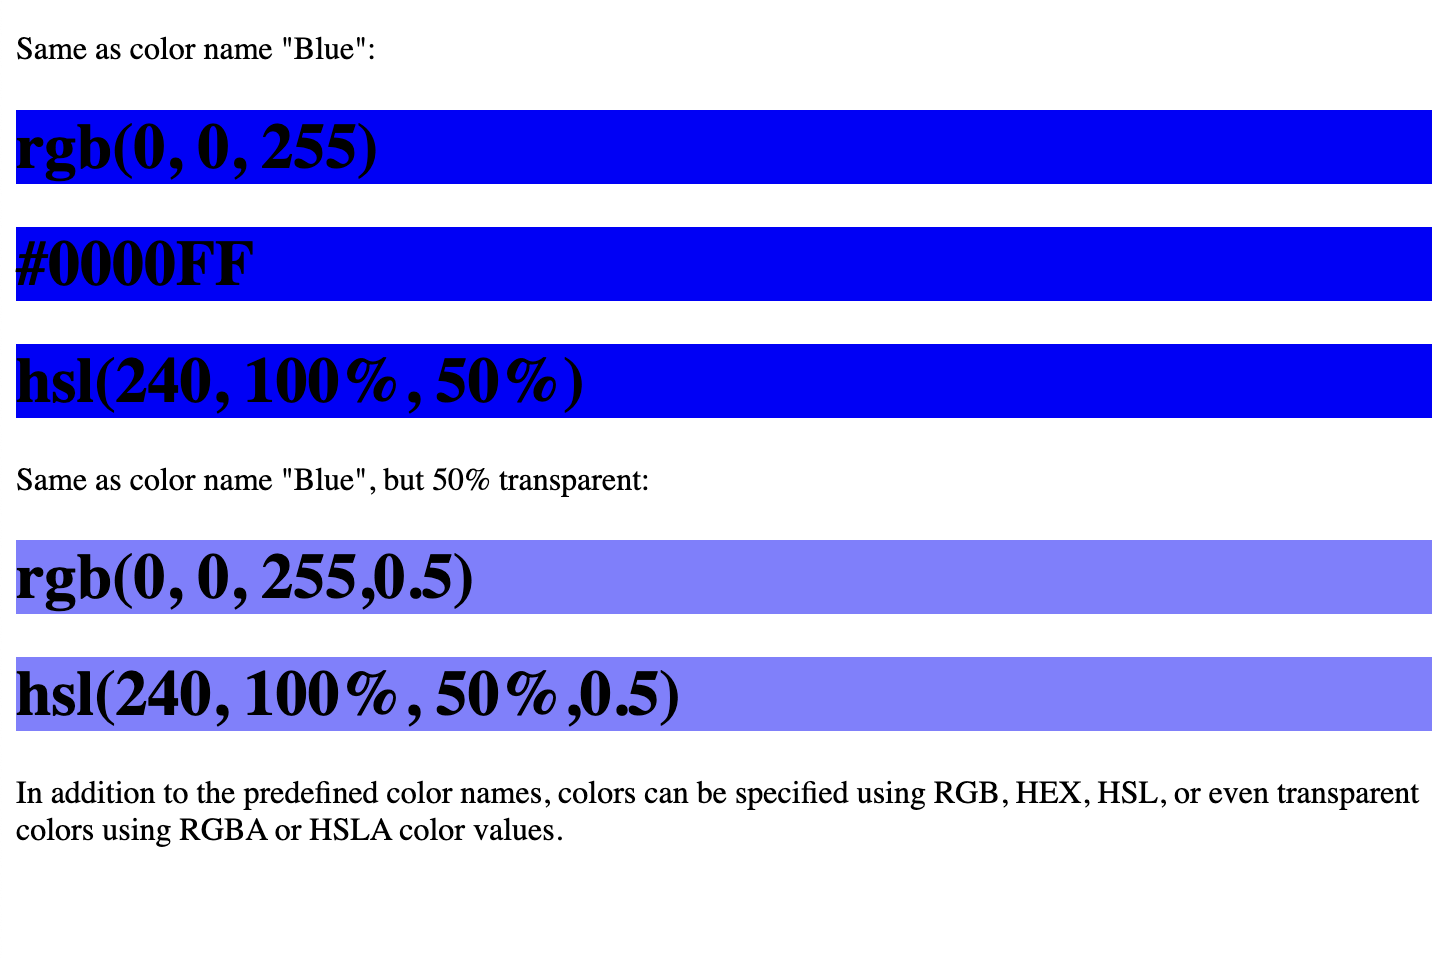 Same as color name "Blue":
rgb(0, 0, 255)
#0000FF
hsl(240, 100%, 50%)
Same as color name "Blue", but 50% transparent:
rgb(0, 0, 255,0.5)
hsl(240, 100%, 50%,0.5)
In addition to the predefined color names, colors can be specified using RGB, HEX, HSL, or even transparent
colors using RGBA or HSLA color values.